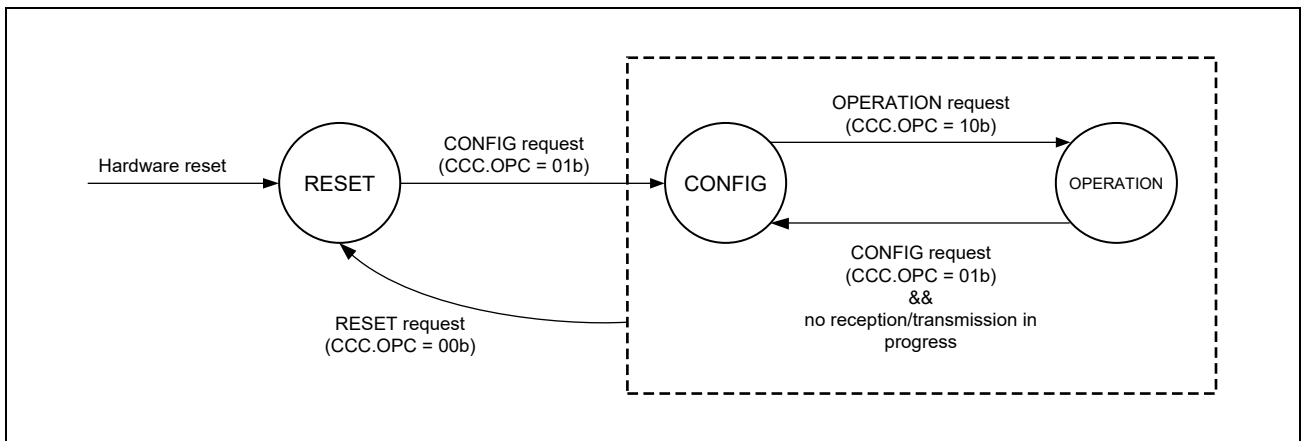 Hardware reset
RESET
CONFIG request
(CCC.OPC = 01b)
CONFIG
OPERATION request
(CCC.OPC = 10b)
OPERATION
CONFIG request
(CCC.OPC = 01b)
&&
no reception/transmission in
progress
RESET request
(CCC.OPC = 00b)